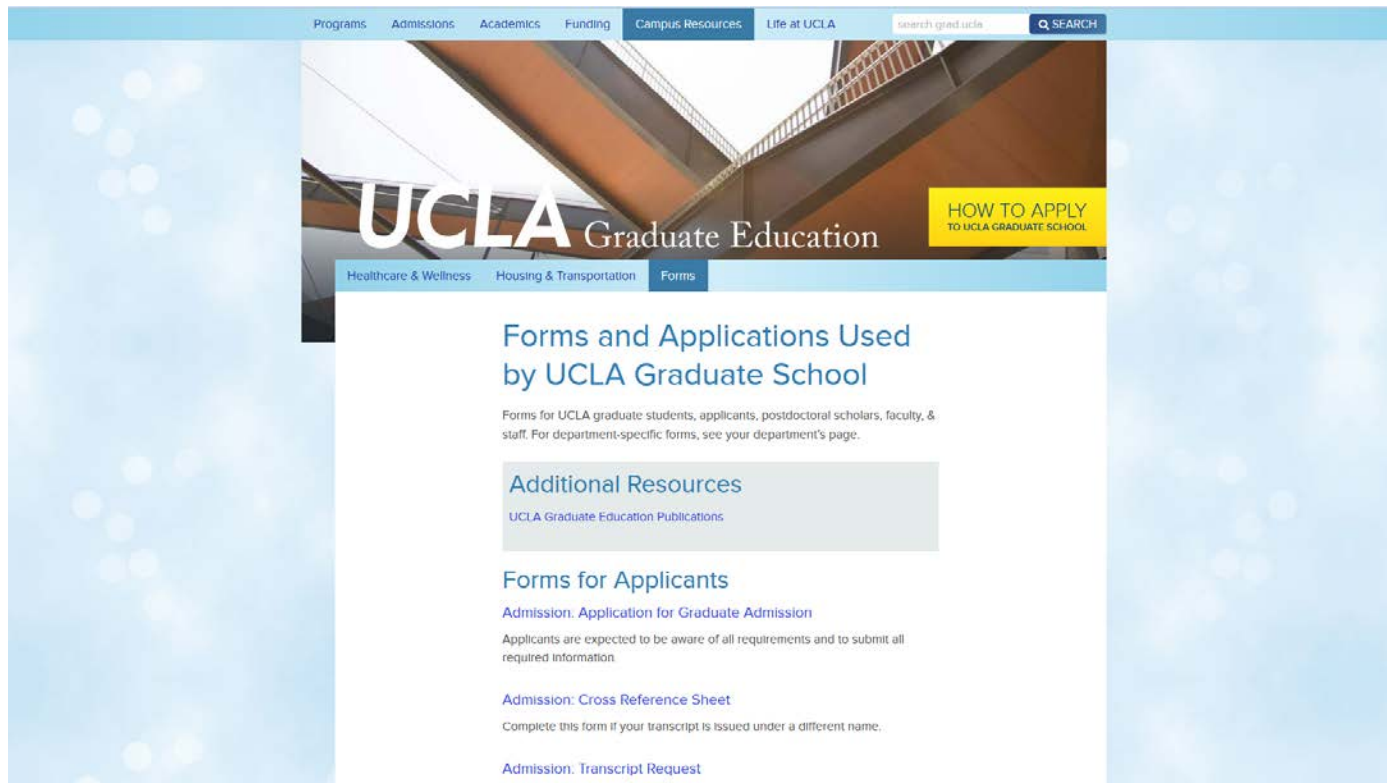 Programs Admissions Academics Funding Campus Resources Life at UCLA search grad.ucla SEARCH
UCLA Graduate Education
HOW TO APPLY
TO UCLA GRADUATE SCHOOL
Healthcare & Wellness Housing & Transportation Forms
Forms and Applications Used
by UCLA Graduate School
Forms for UCLA graduate students, applicants, postdoctoral scholars, faculty, &
staff. For department-specific forms, see your department's page.
Additional Resources
UCLA Graduate Education Publications
Forms for Applicants
Admission: Application for Graduate Admission
Applicants are expected to be aware of all requirements and to submit all
required information.
Admission: Cross Reference Sheet
Complete this form if your transcript is issued under a different name.
Admission: Transcript Request